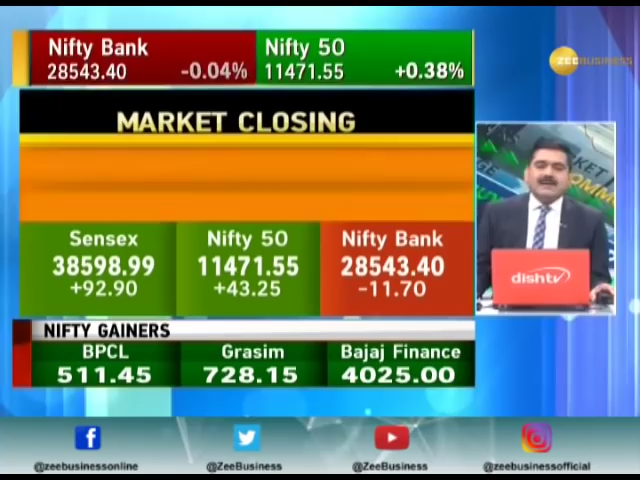 Nifty Bank
28543.40 -0.04%
Nifty 50
11471.55 +0.38%
ZEEBUSINESS
MARKET CLOSING
Sensex
38598.99
+92.90
Nifty 50
11471.55
+43.25
Nifty Bank
28543.40
-11.70
dishtv
NIFTY GAINERS
BPCL
511.45
Grasim
728.15
Bajaj Finance
4025.00
@zeebusinessonline
@ZeeBusiness
@ZeeBusiness
@zeebusinessofficial